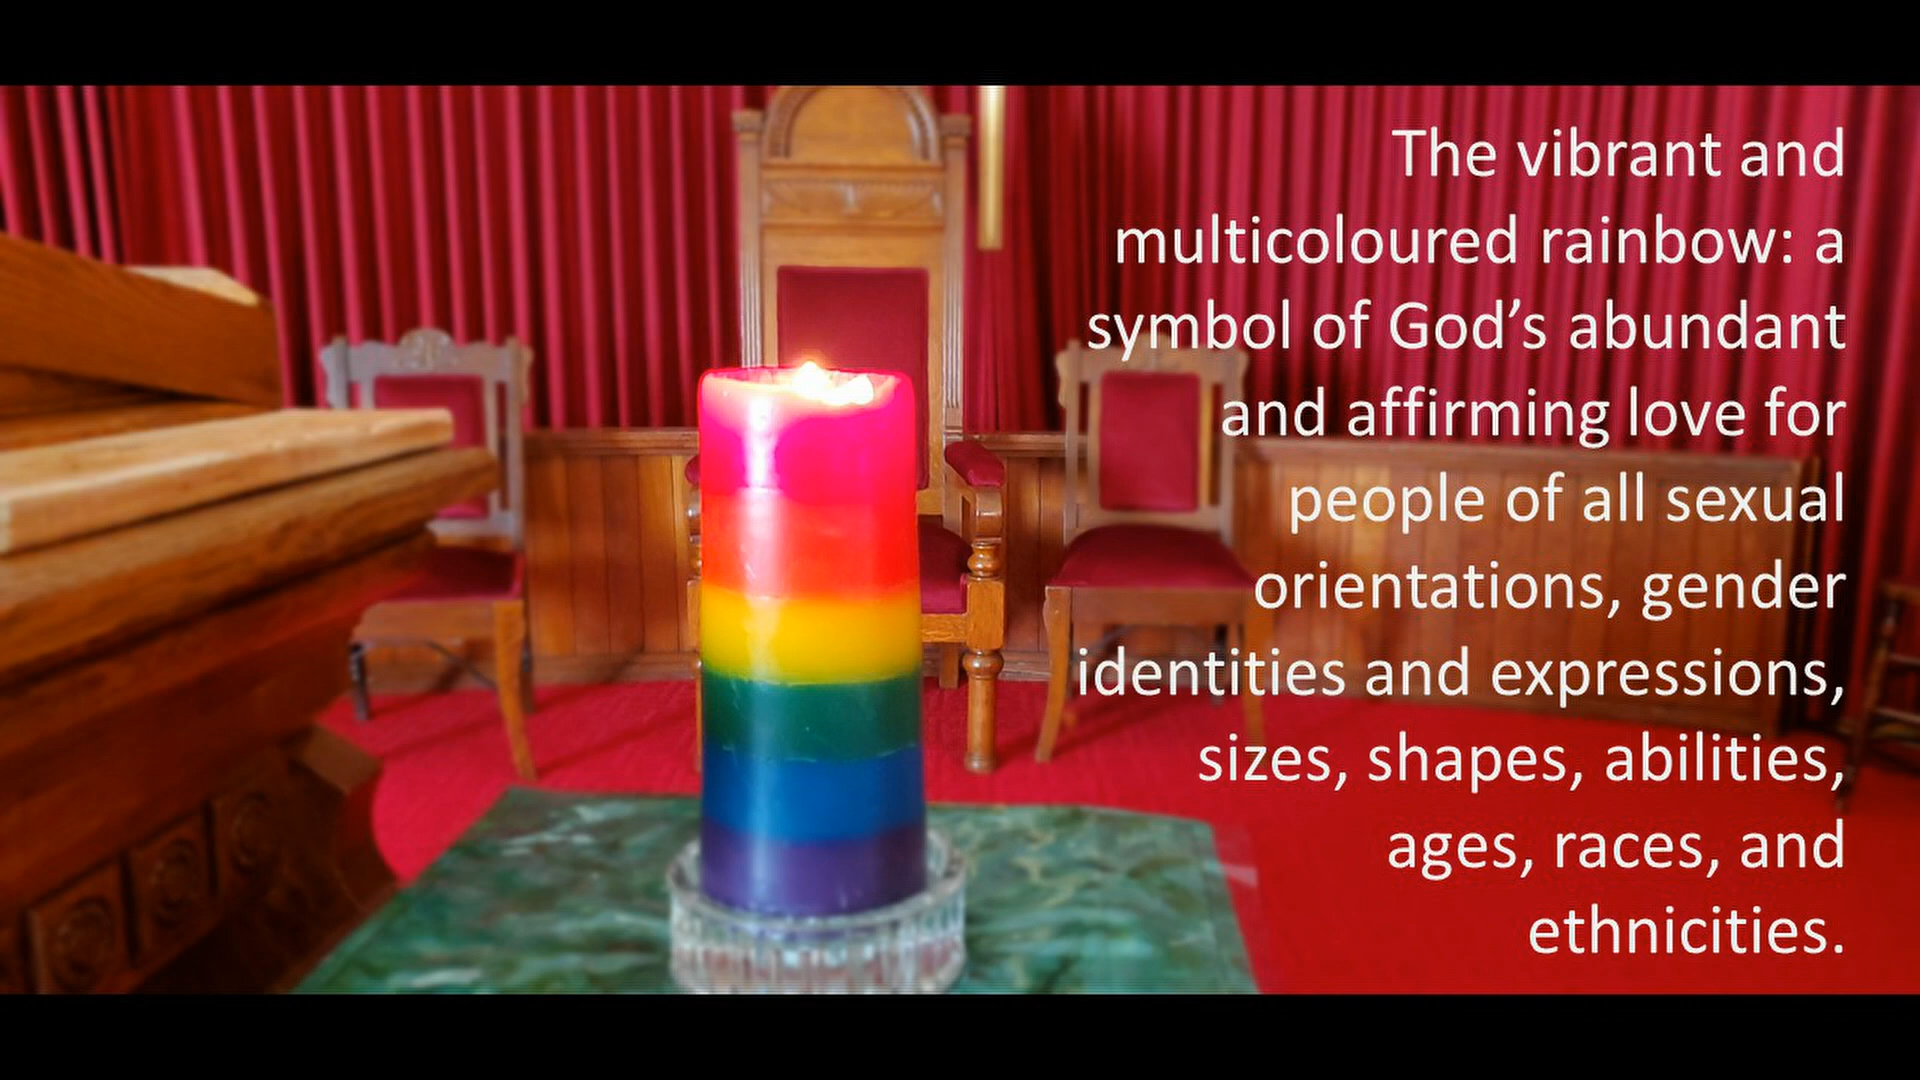 The vibrant and
multicoloured rainbow: a
symbol of God’s abundant
and affirming love for
people of all sexual
orientations, gender
identities and expressions,
sizes, shapes, abilities,
ages, races, and
ethnicities.